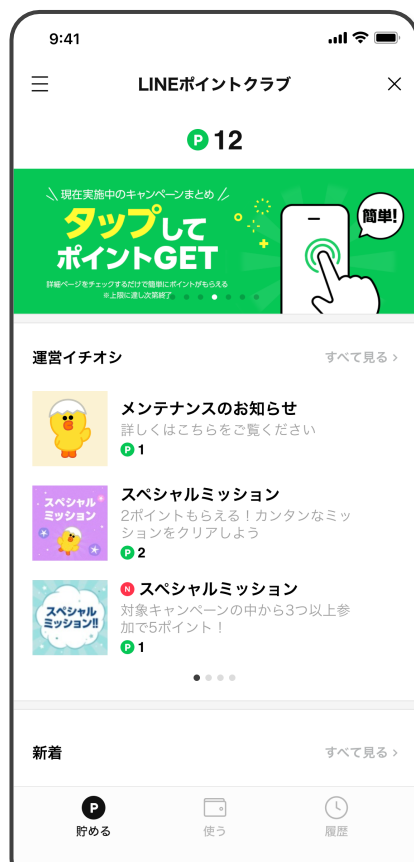 9:41
LINEポイントクラブ
P 12
現在実施中のキャンペーンまとめ
タップして
ポイントGET
詳細ページをチェックするだけで簡単にポイントがもらえる
※上限に達し次第終了
簡単!
運営イチオシ
すべて見る
メンテナンスのお知らせ
詳しくはこちらをご覧ください
P 1
スペシャル
ミッション
スペシャルミッション
2ポイントもらえる！カンタンなミッ
ションをクリアしよう
P 2
スペシャル
ミッション!!
N スペシャルミッション
対象キャンペーンの中から3つ以上参
加で5ポイント！
P 1
新着
すべて見る
P
貯める
使う
履歴